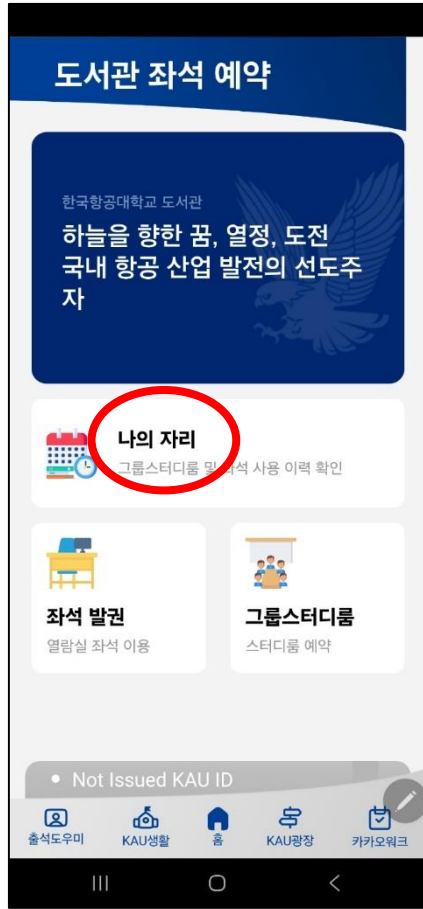 도서관 좌석 예약
한국항공대학교 도서관
하늘을 향한 꿈, 열정, 도전
국내 항공 산업 발전의 선도주
자
나의 자리
그룹스터디룸 및 좌석 사용 이력 확인
좌석 발권
열람실 좌석 이용
그룹스터디룸
스터디룸 예약
Not Issued KAU ID
출석도우미
KAU생활
홈
KAU광장
카카오워크